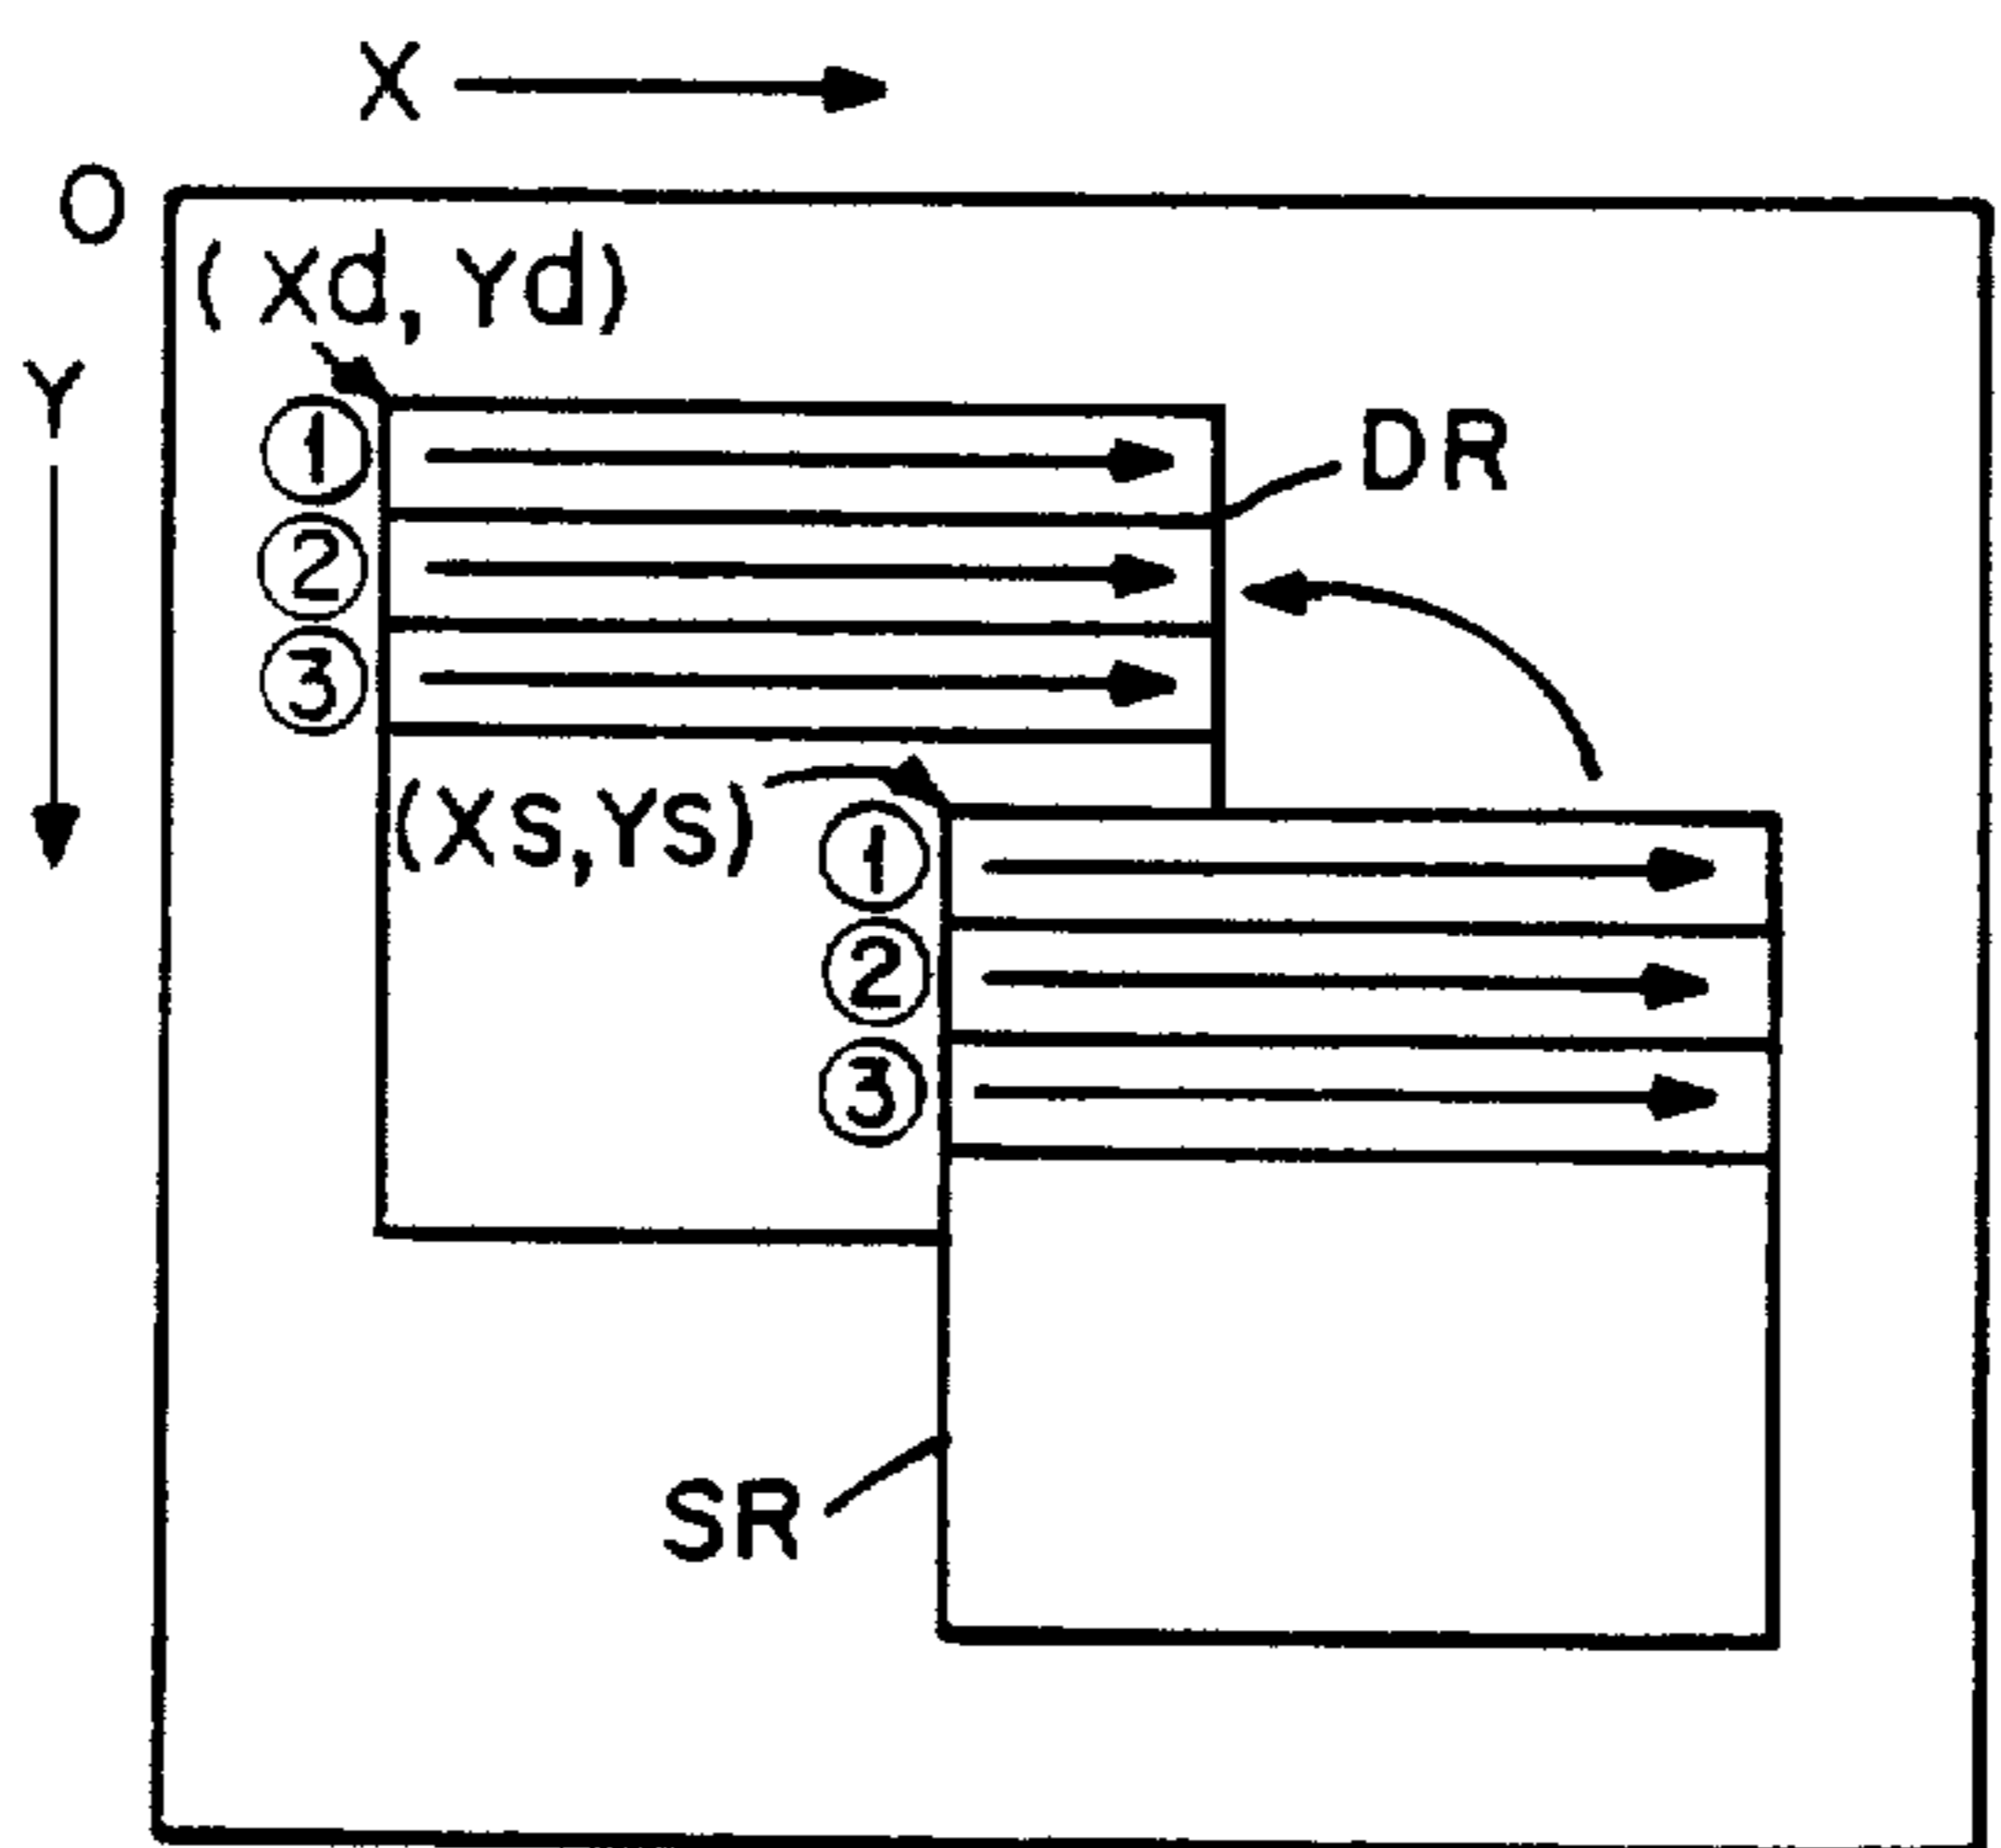 X
O
(Xd,Yd)
Y
①
DR
②
③
(XS,YS)
①
②
③
SR